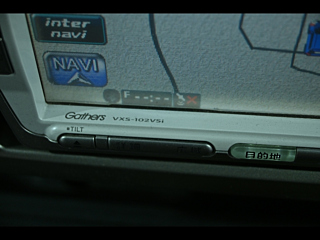 inter
navi
NAVI
F --:--
Gathers VXS-102VSi
TILT
目的地